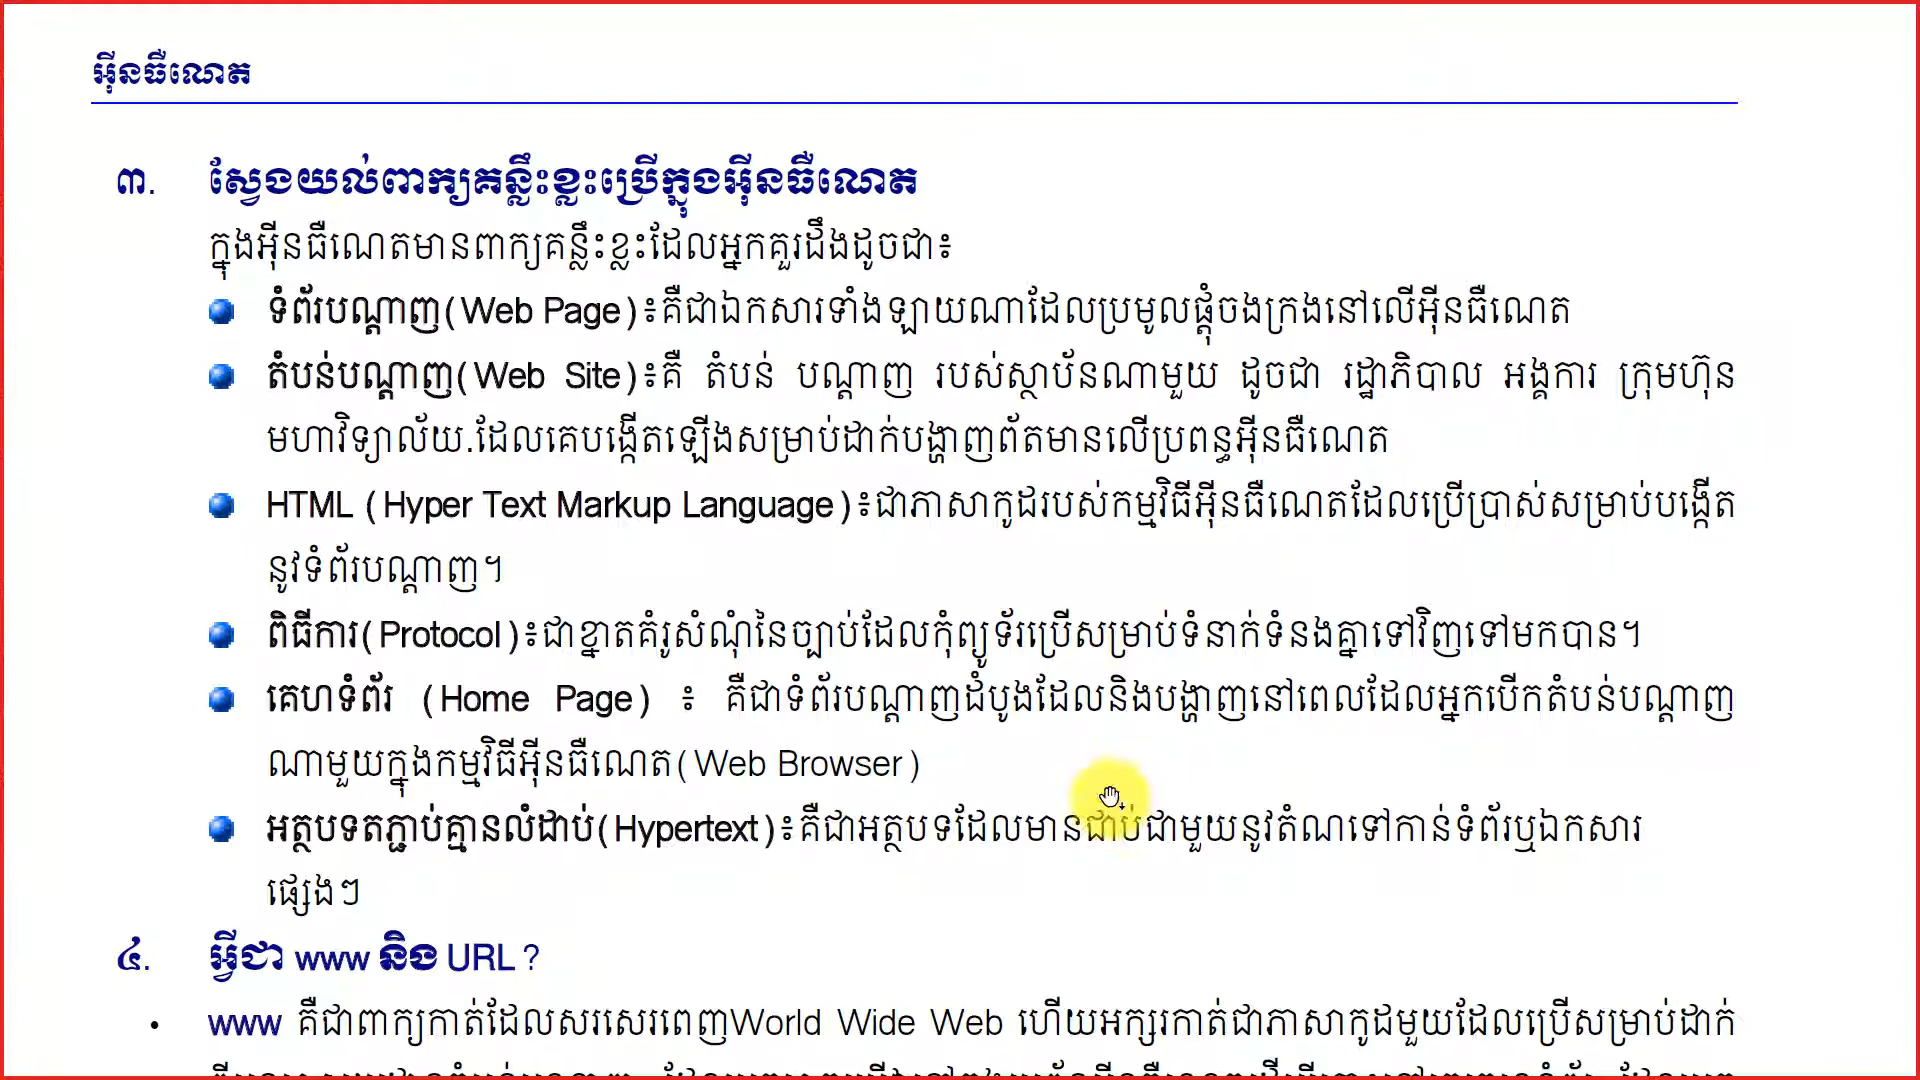 អ៊ីនធឺណេត
៣. ស្វែងយល់ពាក្យគន្លឹះខ្លះប្រើក្នុងអ៊ីនធឺណេត
ក្នុងអ៊ីនធឺណេតមានពាក្យគន្លឹះខ្លះដែលអ្នកគួរដឹងដូចជា៖
ទំព័របណ្តាញ(Web Page)៖គឺជាឯកសារទាំងឡាយណាដែលប្រមូលផ្តុំចងក្រងនៅលើអ៊ីនធឺណេត
តំបន់បណ្តាញ(Web Site)៖គឺ តំបន់ បណ្តាញ របស់ស្ថាប័នណាមួយ ដូចជា រដ្ឋាភិបាល អង្គការ ក្រុមហ៊ុន
មហាវិទ្យាល័យ.ដែលគេបង្កើតឡើងសម្រាប់ដាក់បង្ហាញព័តមានលើប្រពន្ធអ៊ីនធឺណេត
HTML (Hyper Text Markup Language)៖ជាភាសាកូដរបស់កម្មវិធីអ៊ីនធឺណេតដែលប្រើប្រាស់សម្រាប់បង្កើត
នូវទំព័របណ្តាញ។
ពិធីការ(Protocol)៖ជាខ្នាតគំរូសំណុំនៃច្បាប់ដែលកុំព្យូទ័រប្រើសម្រាប់ទំនាក់ទំនងគ្នាទៅវិញទៅមកបាន។
គេហទំព័រ (Home Page) ៖ គឺជាទំព័របណ្តាញដំបូងដែលនិងបង្ហាញនៅពេលដែលអ្នកបើកតំបន់បណ្តាញ
ណាមួយក្នុងកម្មវិធីអ៊ីនធឺណេត(Web Browser)
អត្ថបទតភ្ជាប់គ្មានលំដាប់(Hypertext)៖គឺជាអត្ថបទដែលមានជាប់ជាមួយនូវតំណទៅកាន់ទំព័រឬឯកសារ
ផ្សេងៗ
៤. អ្វីជា www និង URL ?
• www គឺជាពាក្យកាត់ដែលសរសេរពេញWorld Wide Web ហើយអក្សរកាត់ជាភាសាកូដមួយដែលប្រើសម្រាប់ដាក់